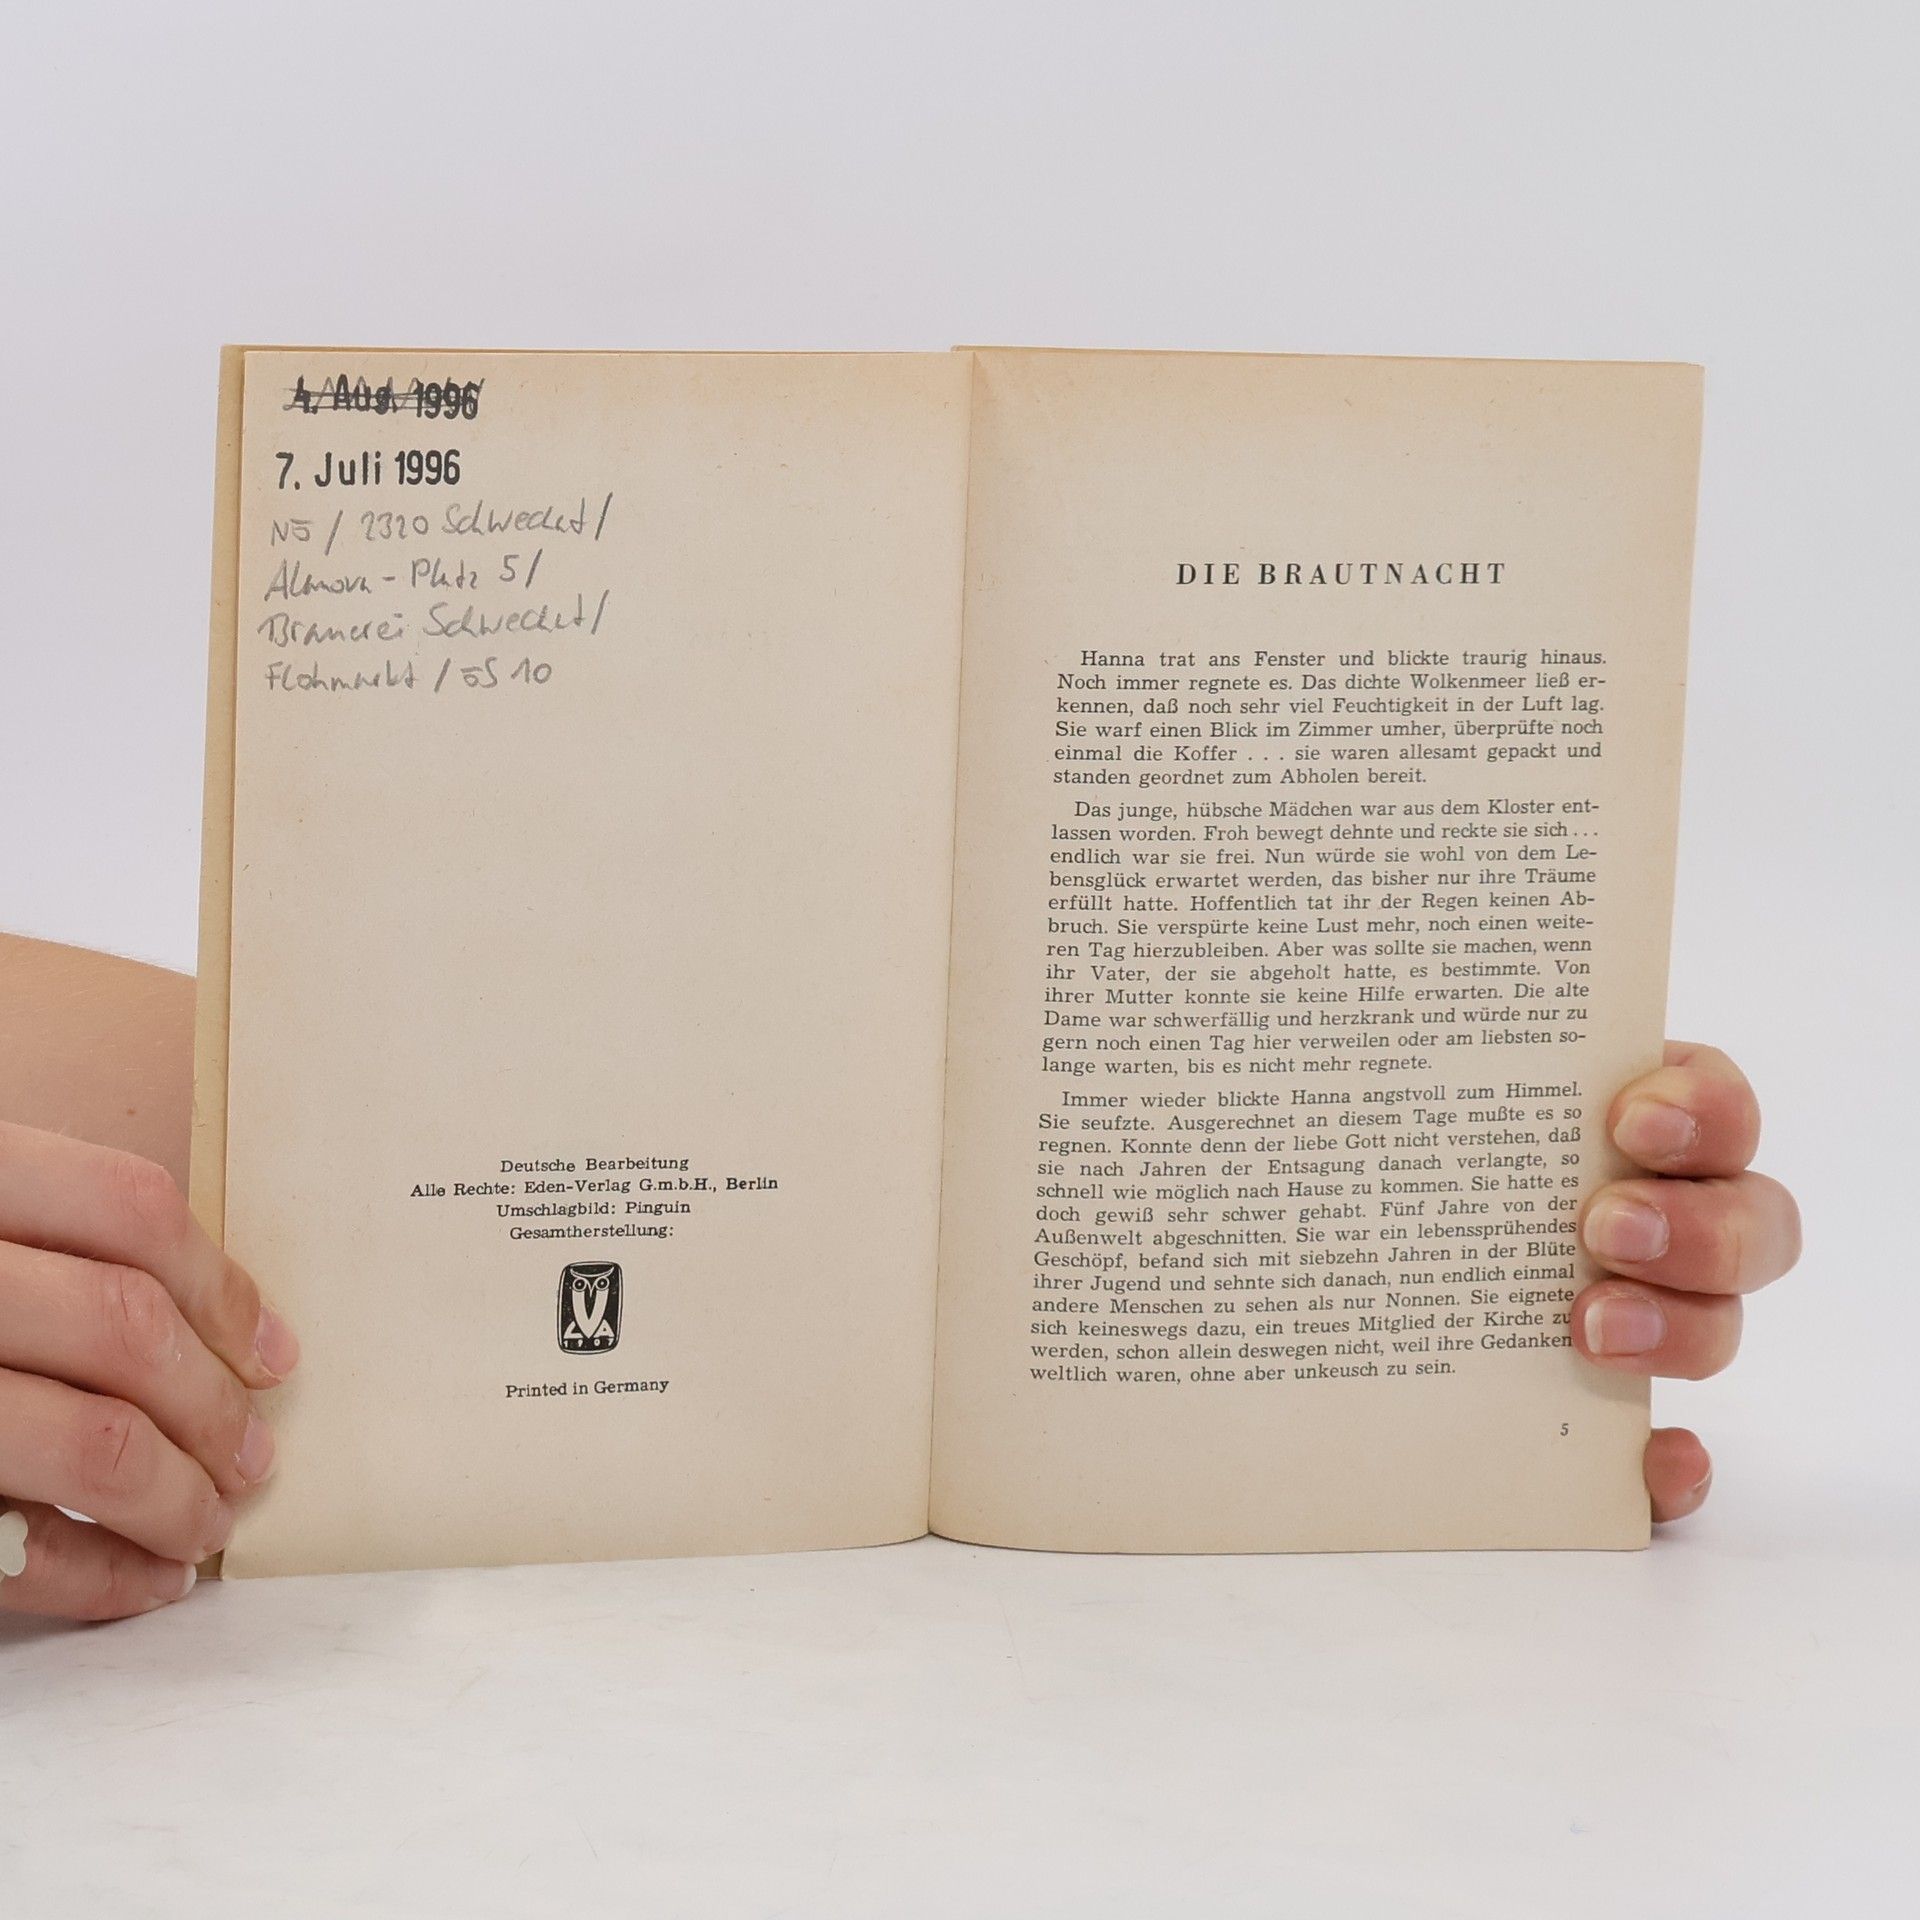 4. Aug. 1996
7. Juli 1996
NÖ / 2320 Schwechat /
Alanova - Platz 5 /
Brauerei Schwechat /
Flohmarkt / öS 10
Deutsche Bearbeitung
Alle Rechte: Eden-Verlag G.m.b.H., Berlin
Umschlagbild: Pinguin
Gesamtherstellung:
LVA
1907
Printed in Germany
DIE BRAUTNACHT
Hanna trat ans Fenster und blickte traurig hinaus.
Noch immer regnete es. Das dichte Wolkenmeer ließ er-
kennen, daß noch sehr viel Feuchtigkeit in der Luft lag.
Sie warf einen Blick im Zimmer umher, überprüfte noch
einmal die Koffer . . . sie waren allesamt gepackt und
standen geordnet zum Abholen bereit.
Das junge, hübsche Mädchen war aus dem Kloster ent-
lassen worden. Froh bewegt dehnte und reckte sie sich . . .
endlich war sie frei. Nun würde sie wohl von dem Le-
bensglück erwartet werden, das bisher nur ihre Träume
erfüllt hatte. Hoffentlich tat ihr der Regen keinen Ab-
bruch. Sie verspürte keine Lust mehr, noch einen weite-
ren Tag hierzubleiben. Aber was sollte sie machen, wenn
ihr Vater, der sie abgeholt hatte, es bestimmte. Von
ihrer Mutter konnte sie keine Hilfe erwarten. Die alte
Dame war schwerfällig und herzkrank und würde nur zu
gern noch einen Tag hier verweilen oder am liebsten so-
lange warten, bis es nicht mehr regnete.
Immer wieder blickte Hanna angstvoll zum Himmel.
Sie seufzte. Ausgerechnet an diesem Tage mußte es so
regnen. Konnte denn der liebe Gott nicht verstehen, daß
sie nach Jahren der Entsagung danach verlangte, so
schnell wie möglich nach Hause zu kommen. Sie hatte es
doch gewiß sehr schwer gehabt. Fünf Jahre von der
Außenwelt abgeschnitten. Sie war ein lebenssprühendes
Geschöpf, befand sich mit siebzehn Jahren in der Blüte
ihrer Jugend und sehnte sich danach, nun endlich einmal
andere Menschen zu sehen als nur Nonnen. Sie eignete
sich keineswegs dazu, ein treues Mitglied der Kirche zu
werden, schon allein deswegen nicht, weil ihre Gedanken
weltlich waren, ohne aber unkeusch zu sein.
5